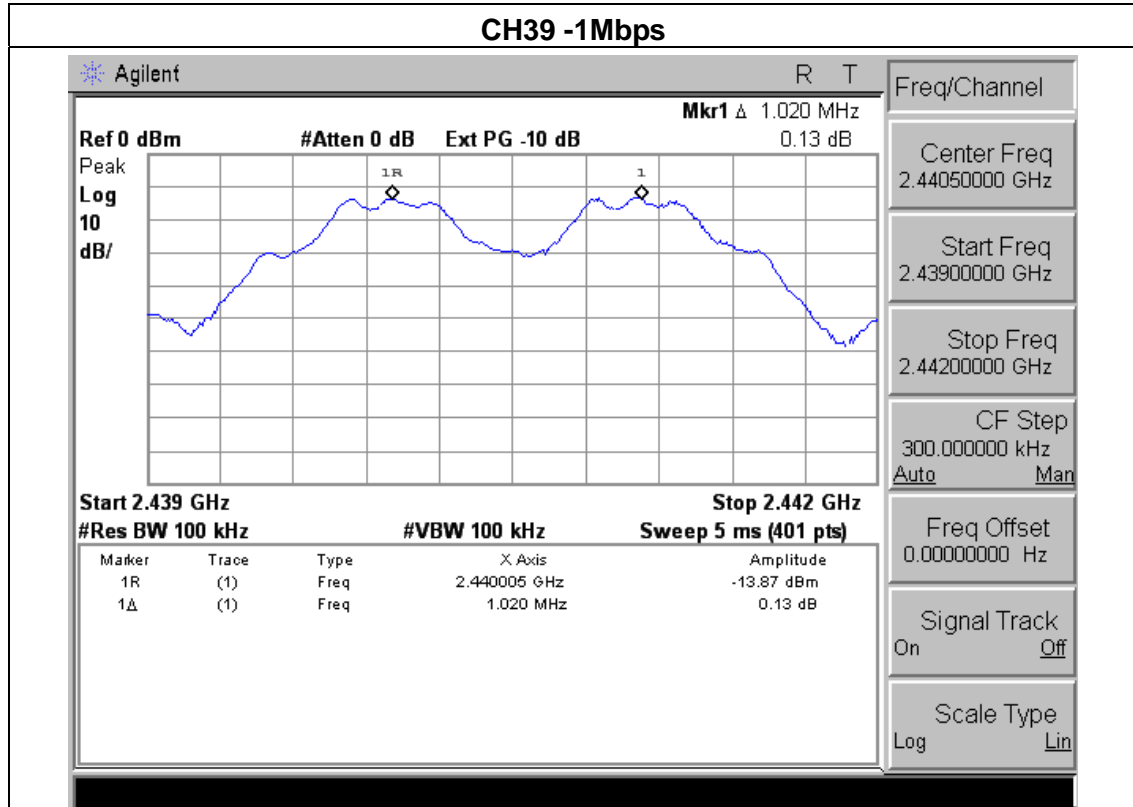 CH39 -1Mbps
Agilent R T
Mkr1 Δ 1.020 MHz
Ref 0 dBm #Atten 0 dB Ext PG -10 dB 0.13 dB
Peak
Log
10
dB/
1R
1
Start 2.439 GHz Stop 2.442 GHz
#Res BW 100 kHz #VBW 100 kHz Sweep 5 ms (401 pts)
Marker Trace Type X Axis Amplitude
1R (1) Freq 2.440005 GHz -13.87 dBm
1Δ (1) Freq 1.020 MHz 0.13 dB
Freq/Channel
Center Freq
2.44050000 GHz
Start Freq
2.43900000 GHz
Stop Freq
2.44200000 GHz
CF Step
300.000000 kHz
Auto Man
Freq Offset
0.00000000 Hz
Signal Track
On Off
Scale Type
Log Lin